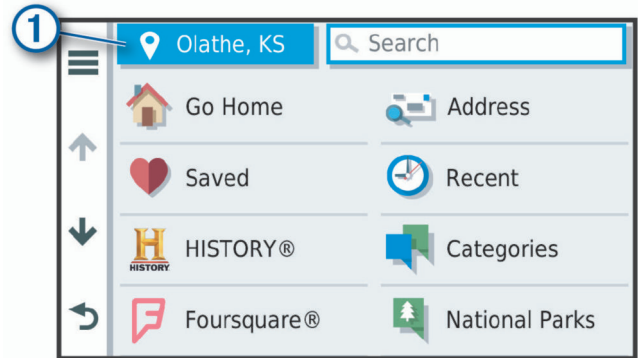 1
Olathe, KS Search
Go Home Address
Saved Recent
HISTORY HISTORY® Categories
Foursquare® National Parks